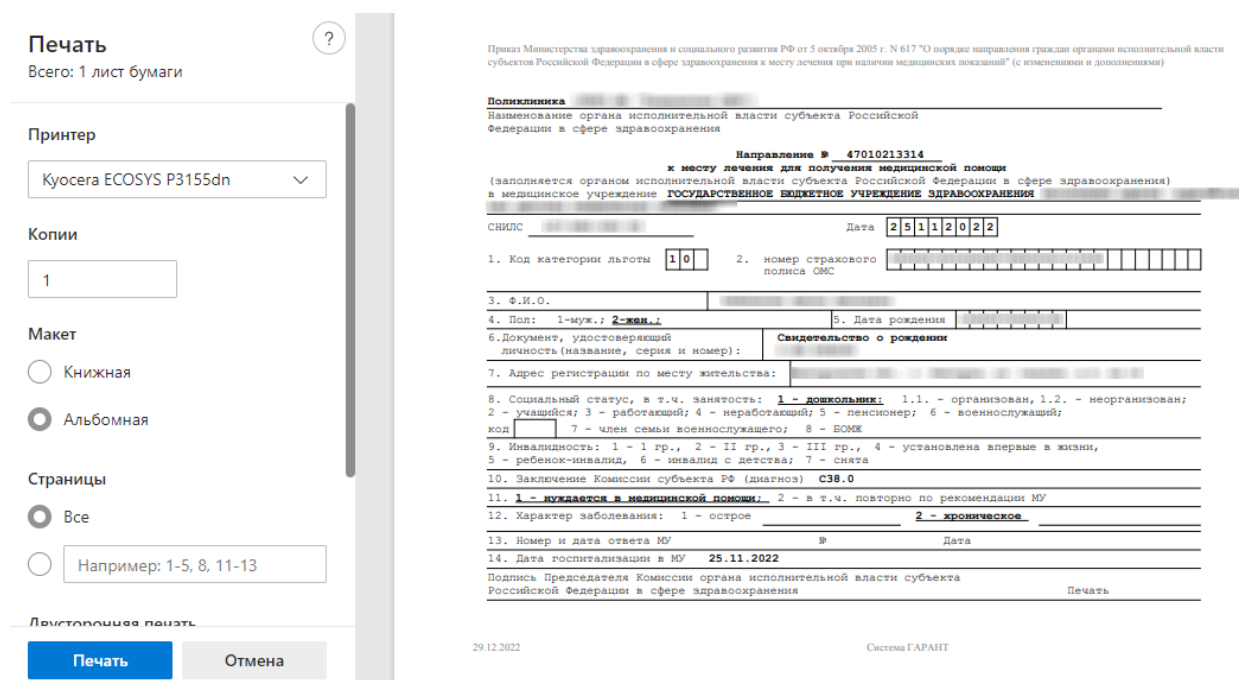 Печать
?
Всего: 1 лист бумаги
Принтер
Kyocera ECOSYS P3155dn
Копии
1
Макет
Книжная
Альбомная
Страницы
Все
Например: 1-5, 8, 11-13
Двусторонняя печать
Печать Отмена
Приказ Министерства здравоохранения и социального развития РФ от 5 октября 2005 г. N 617 "О порядке направления граждан органами исполнительной власти
субъектов Российской Федерации в сфере здравоохранения к месту лечения при наличии медицинских показаний" (с изменениями и дополнениями)
Поликлиника
Наименование органа исполнительной власти субъекта Российской
Федерации в сфере здравоохранения
Направление № 47010213314
к месту лечения для получения медицинской помощи
(заполняется органом исполнительной власти субъекта Российской Федерации в сфере здравоохранения)
в медицинское учреждение ГОСУДАРСТВЕННОЕ БЮДЖЕТНОЕ УЧРЕЖДЕНИЕ ЗДРАВООХРАНЕНИЯ
СНИЛС Дата 25112022
1. Код категории льготы 10 2. номер страхового
полиса ОМС
3. Ф.И.О.
4. Пол: 1-муж.; 2-жен.; 5. Дата рождения
6.Документ, удостоверяющий Свидетельство о рождении
личность(название, серия и номер):
7. Адрес регистрации по месту жительства:
8. Социальный статус, в т.ч. занятость: 1 - дошкольник: 1.1. - организован, 1.2. - неорганизован;
2 - учащийся; 3 - работающий; 4 - неработающий; 5 - пенсионер; 6 - военнослужащий;
код 7 - член семьи военнослужащего; 8 - БОМЖ
9. Инвалидность: 1 - 1 гр., 2 - II гр., 3 - III гр., 4 - установлена впервые в жизни,
5 - ребенок-инвалид, 6 - инвалид с детства; 7 - снята
10. Заключение Комиссии субъекта РФ (диагноз) С38.0
11. 1 - нуждается в медицинской помощи; 2 - в т.ч. повторно по рекомендации МУ
12. Характер заболевания: 1 - острое 2 - хроническое
13. Номер и дата ответа МУ № Дата
14. Дата госпитализации в МУ 25.11.2022
Подпись Председателя Комиссии органа исполнительной власти субъекта
Российской Федерации в сфере здравоохранения Печать
29.12.2022 Система ГАРАНТ